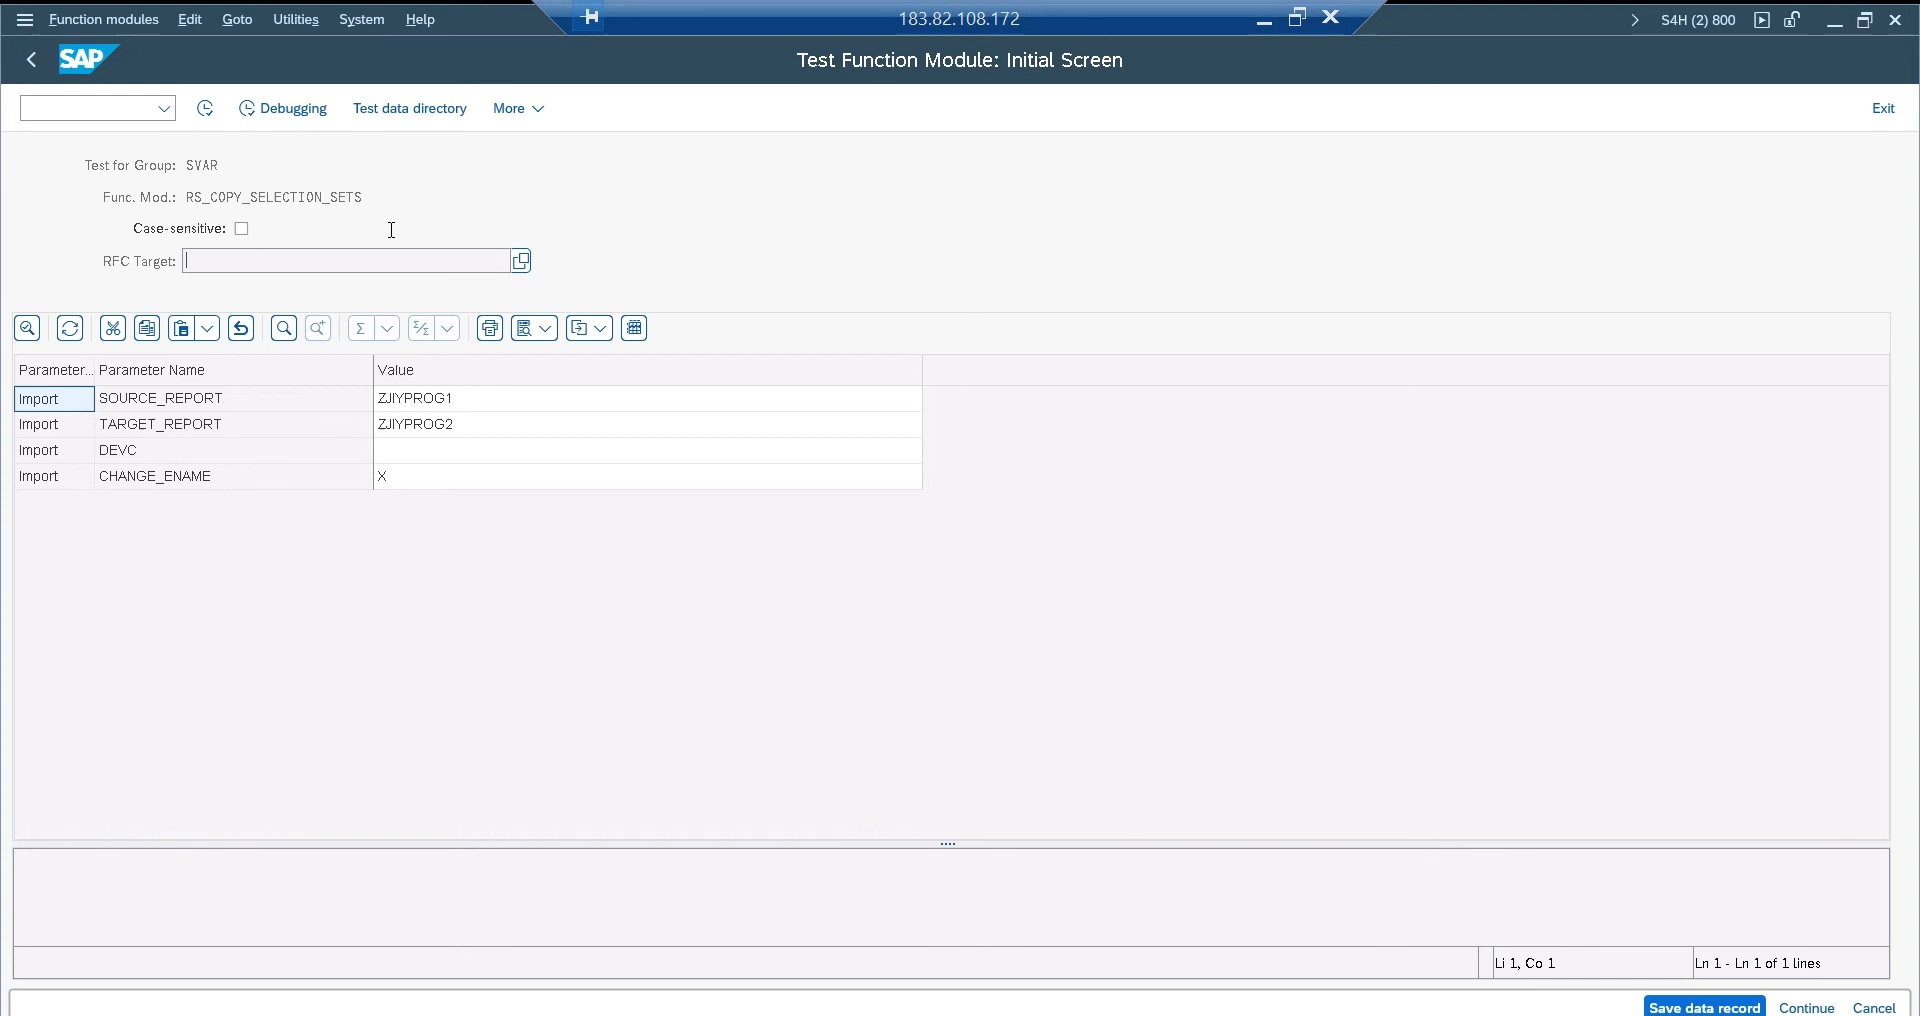 Function modules Edit Goto Utilities System Help 183.82.108.172 S4H (2) 800
SAP Test Function Module: Initial Screen
Debugging Test data directory More Exit
Test for Group: SVAR
Func. Mod.: RS_COPY_SELECTION_SETS
Case-sensitive:
RFC Target:
Parameter... Parameter Name Value
Import SOURCE_REPORT ZJIYPROG1
Import TARGET_REPORT ZJIYPROG2
Import DEVC
Import CHANGE_ENAME X
Li 1, Co 1 Ln 1 - Ln 1 of 1 lines
Save data record Continue Cancel